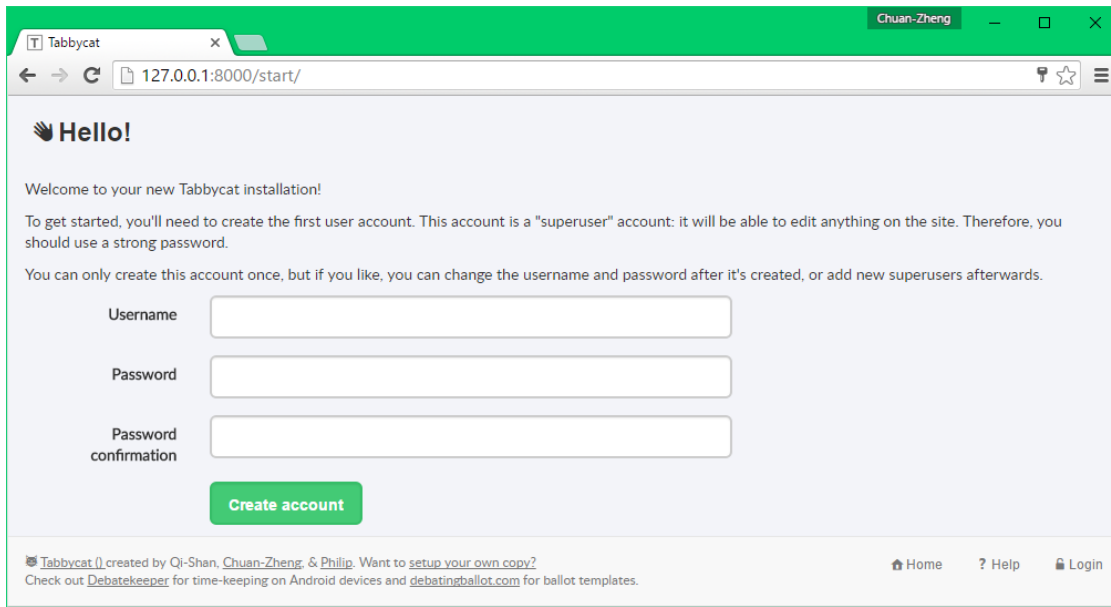 Chuan-Zheng
T Tabbycat
127.0.0.1:8000/start/
Hello!
Welcome to your new Tabbycat installation!
To get started, you'll need to create the first user account. This account is a "superuser" account: it will be able to edit anything on the site. Therefore, you
should use a strong password.
You can only create this account once, but if you like, you can change the username and password after it's created, or add new superusers afterwards.
Username
Password
Password
confirmation
Create account
Tabbycat () created by Qi-Shan, Chuan-Zheng, & Philip. Want to setup your own copy?
Check out Debatekeeper for time-keeping on Android devices and debatingballot.com for ballot templates.
Home ? Help Login